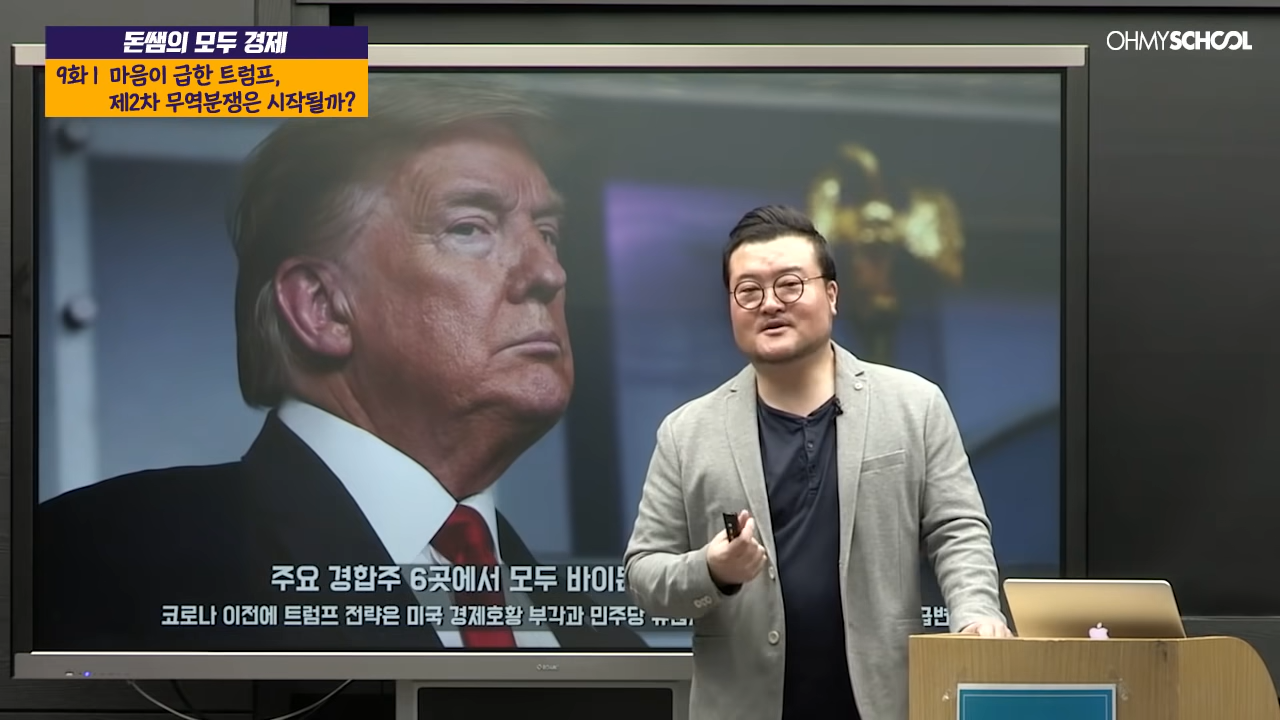 돈쌤의 모두 경제
9화 | 마음이 급한 트럼프,
제2차 무역분쟁은 시작될까?
OHMYSCHOOL
주요 경합주 6곳에서 모두
코로나 이전에 트럼프 전략은 미국 경제호황 부각과 민주당